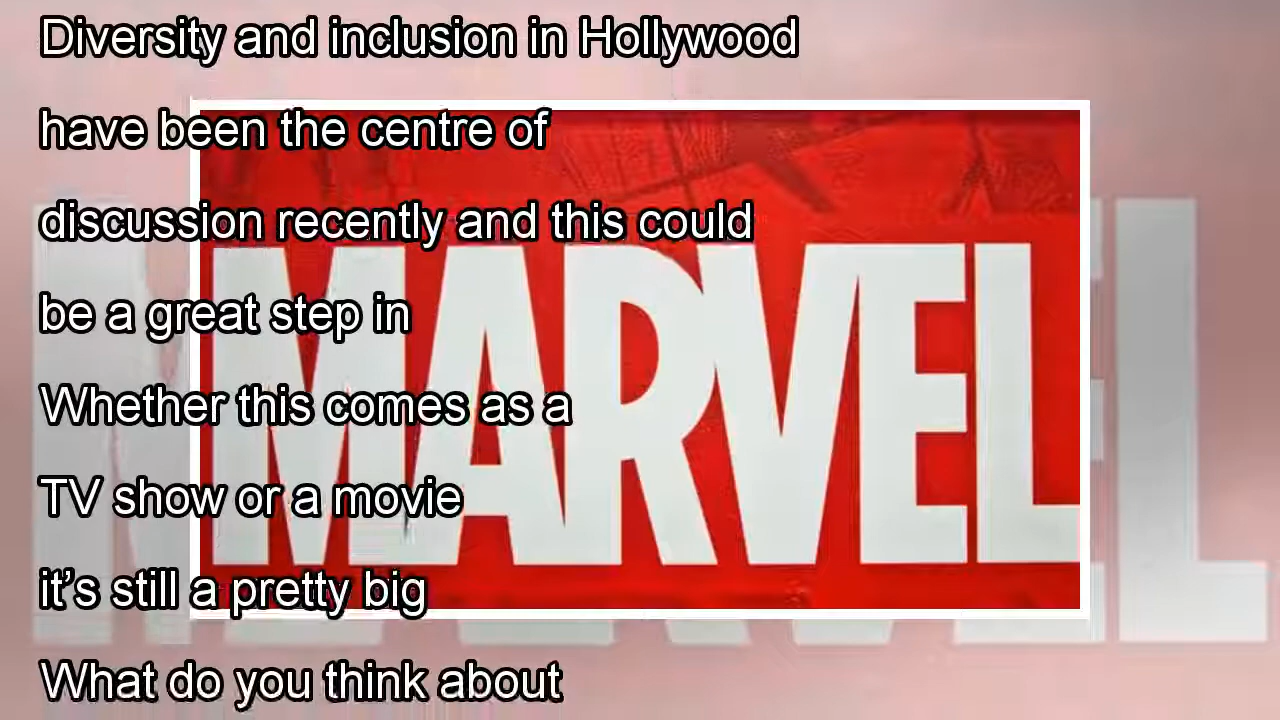 Diversity and inclusion in Hollywood
have been the centre of
discussion recently and this could
be a great step in
Whether this comes as a
TV show or a movie
it’s still a pretty big
What do you think about
MARVEL